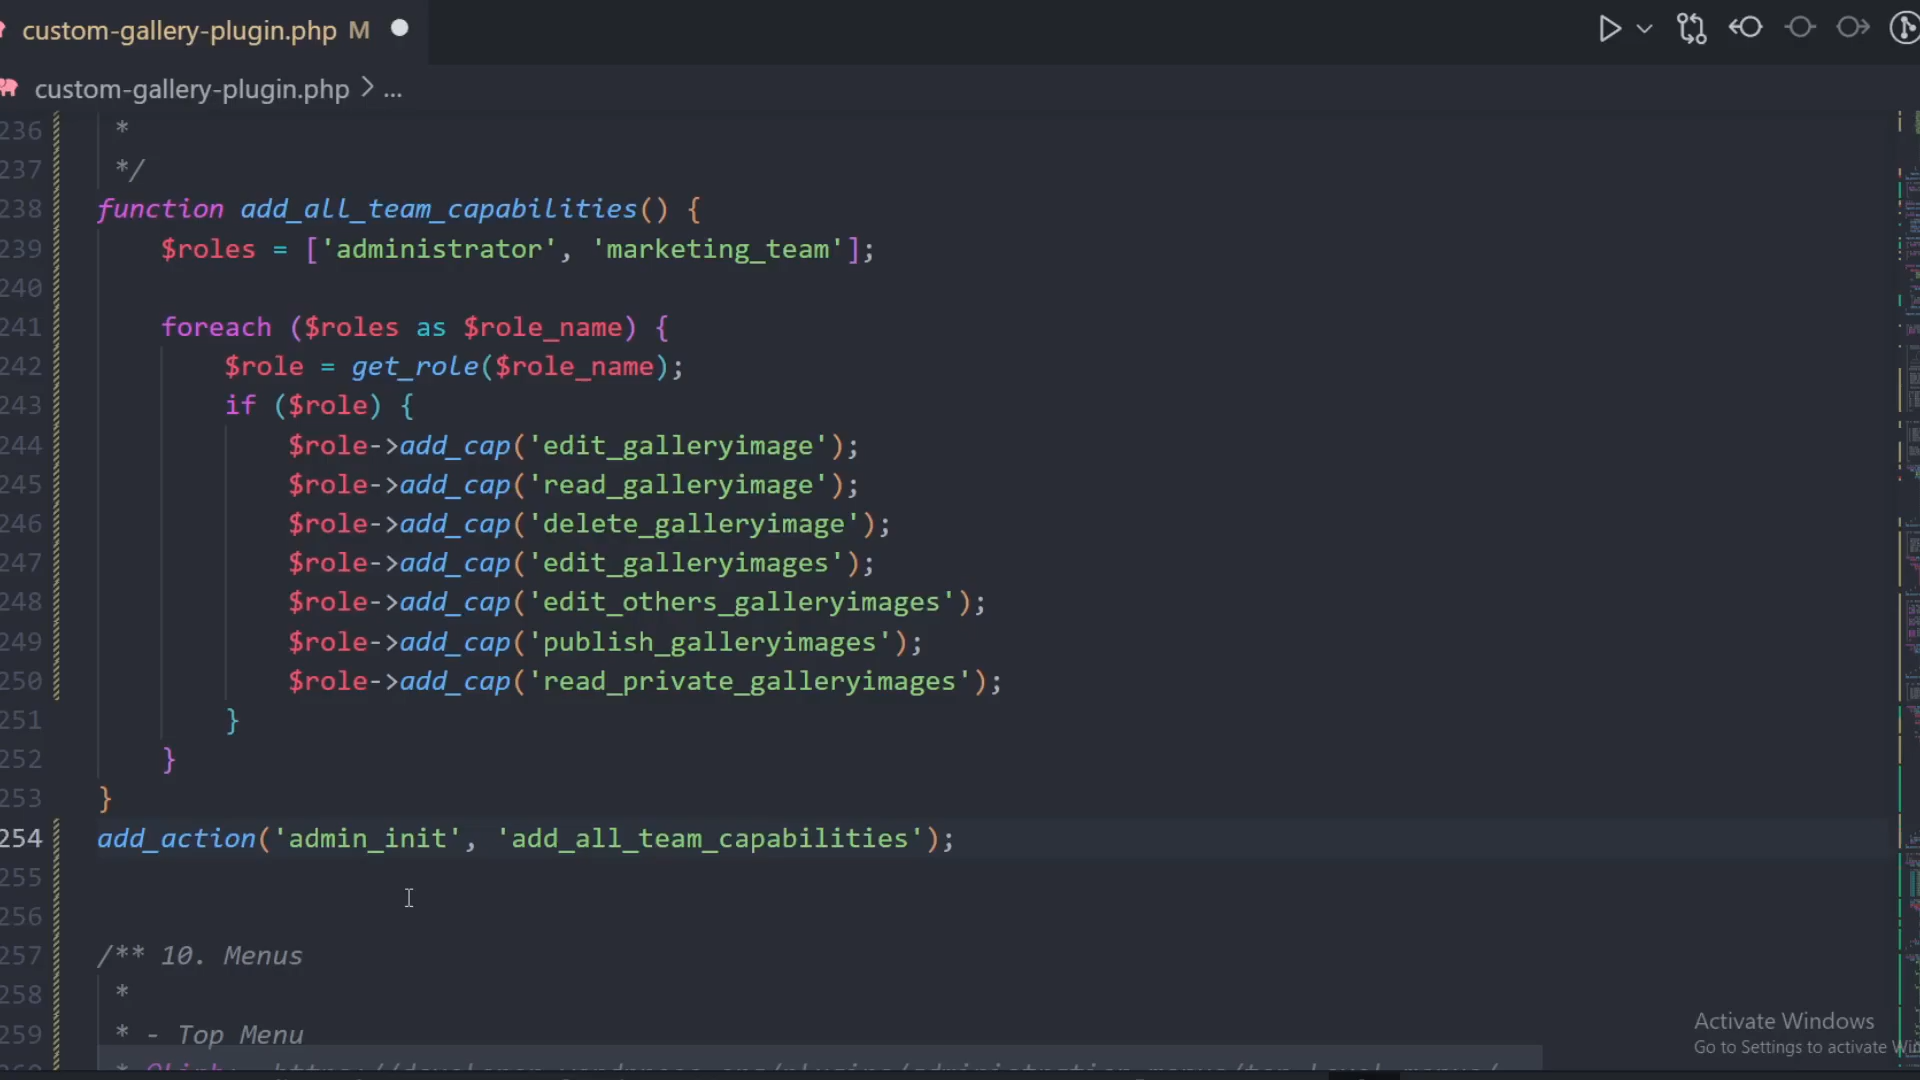 custom-gallery-plugin.php M
custom-gallery-plugin.php > ...
236 *
237 */
238 function add_all_team_capabilities() {
239 $roles = ['administrator', 'marketing_team'];
240
241 foreach ($roles as $role_name) {
242 $role = get_role($role_name);
243 if ($role) {
244 $role->add_cap('edit_galleryimage');
245 $role->add_cap('read_galleryimage');
246 $role->add_cap('delete_galleryimage');
247 $role->add_cap('edit_galleryimages');
248 $role->add_cap('edit_others_galleryimages');
249 $role->add_cap('publish_galleryimages');
250 $role->add_cap('read_private_galleryimages');
251 }
252 }
253 }
254 add_action('admin_init', 'add_all_team_capabilities');
255
256
257 /** 10. Menus
258 *
259 * - Top Menu
Activate Windows
Go to Settings to activate